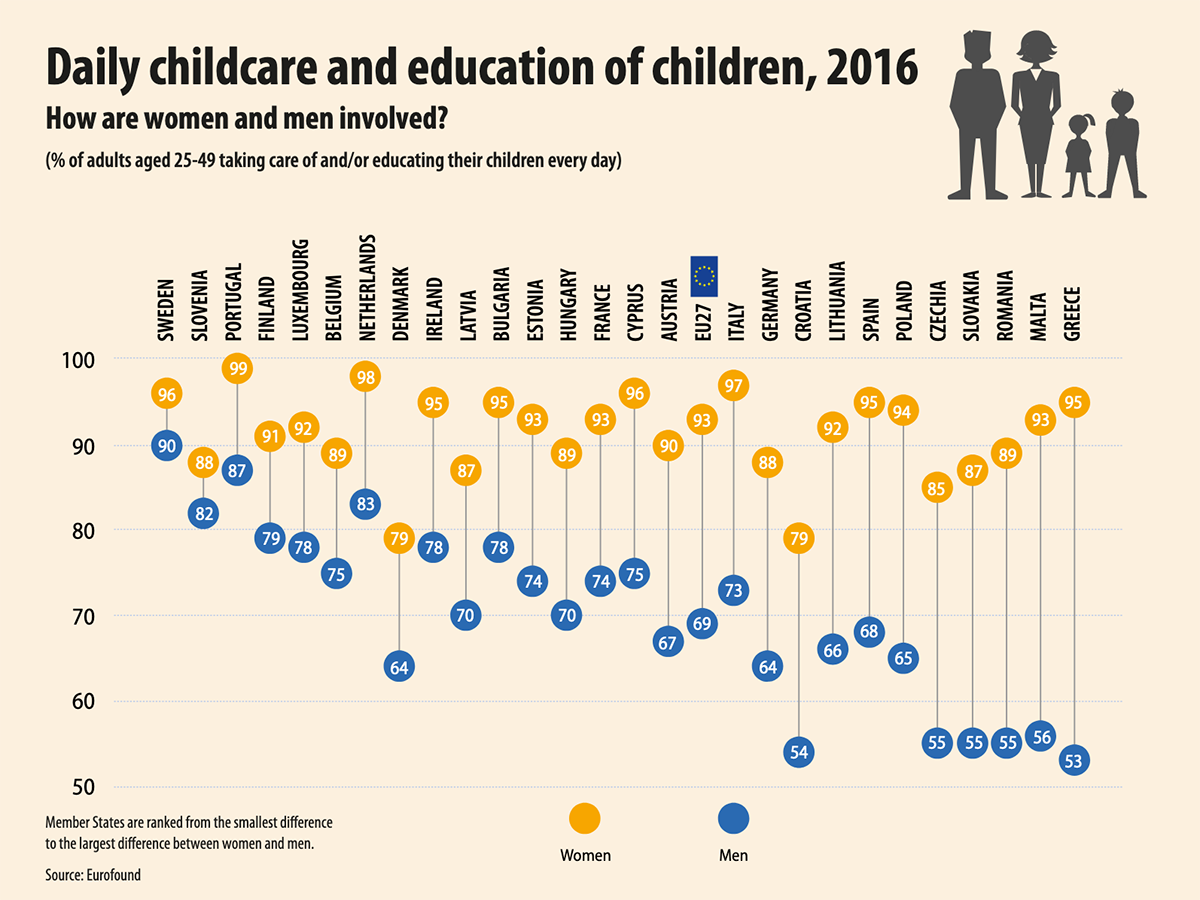 Daily childcare and education of children, 2016
How are women and men involved?
(% of adults aged 25-49 taking care of and/or educating their children every day)
SWEDEN
SLOVENIA
PORTUGAL
FINLAND
LUXEMBOURG
BELGIUM
NETHERLANDS
DENMARK
IRELAND
LATVIA
BULGARIA
ESTONIA
HUNGARY
FRANCE
CYPRUS
AUSTRIA
EU27
ITALY
GERMANY
CROATIA
LITHUANIA
SPAIN
POLAND
CZECHIA
SLOVAKIA
ROMANIA
MALTA
GREECE
100
90
80
70
60
50
96
90
88
82
99
87
91
79
92
78
89
75
98
83
79
64
95
78
87
70
95
78
93
74
89
70
93
74
96
75
90
67
93
69
97
73
88
64
79
54
92
66
95
68
94
65
85
55
87
55
89
55
93
56
95
53
Member States are ranked from the smallest difference
to the largest difference between women and men.
Source: Eurofound
Women
Men